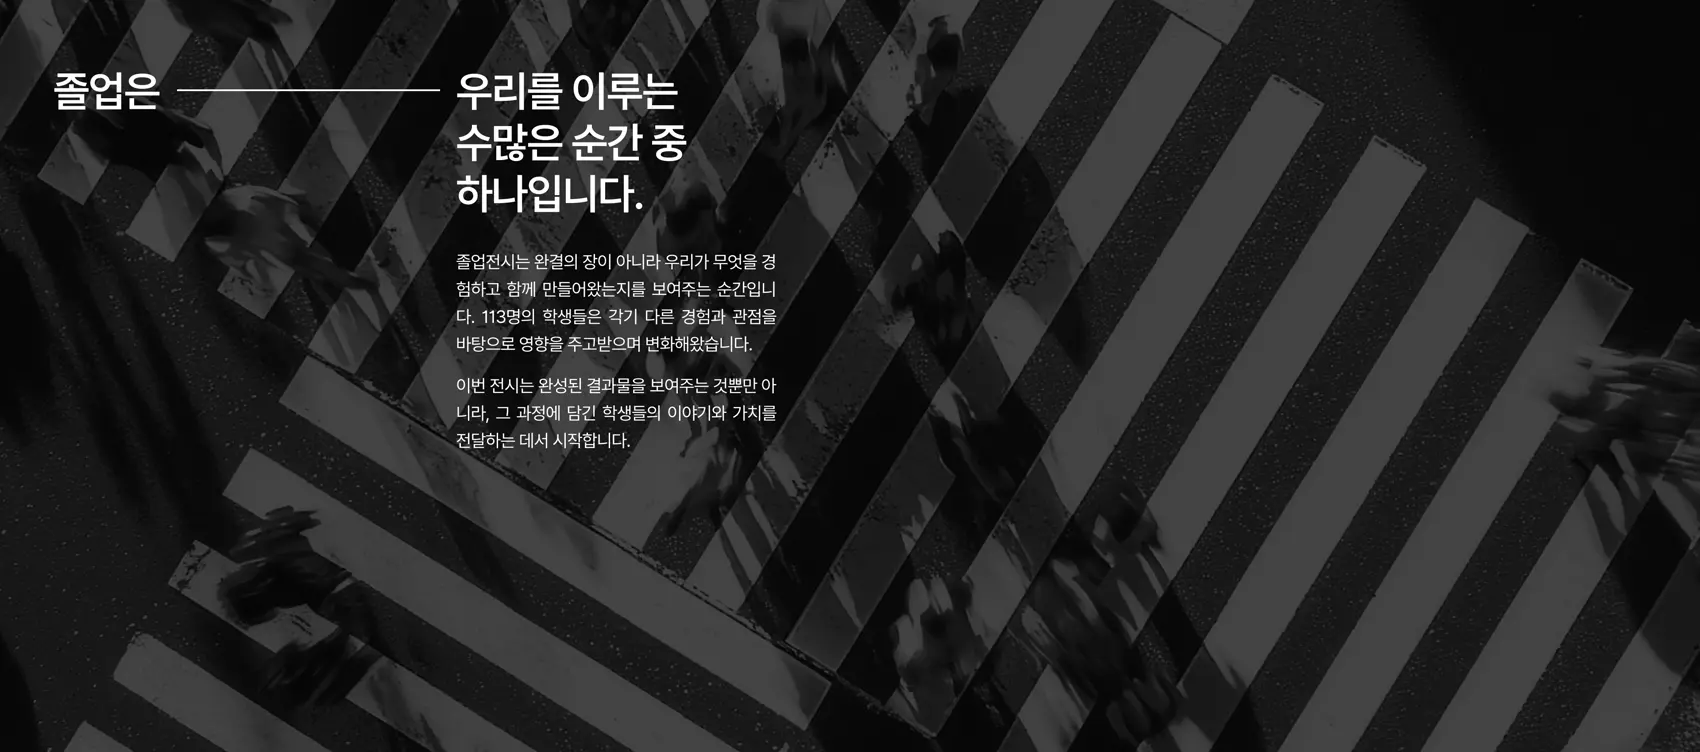 졸업은
우리를 이루는
수많은 순간 중
하나입니다.
졸업전시는 완결의 장이 아니라 우리가 무엇을 경
험하고 함께 만들어왔는지를 보여주는 순간입니
다. 113명의 학생들은 각기 다른 경험과 관점을
바탕으로 영향을 주고받으며 변화해왔습니다.
이번 전시는 완성된 결과물을 보여주는 것뿐만 아
니라, 그 과정에 담긴 학생들의 이야기와 가치를
전달하는 데서 시작합니다.